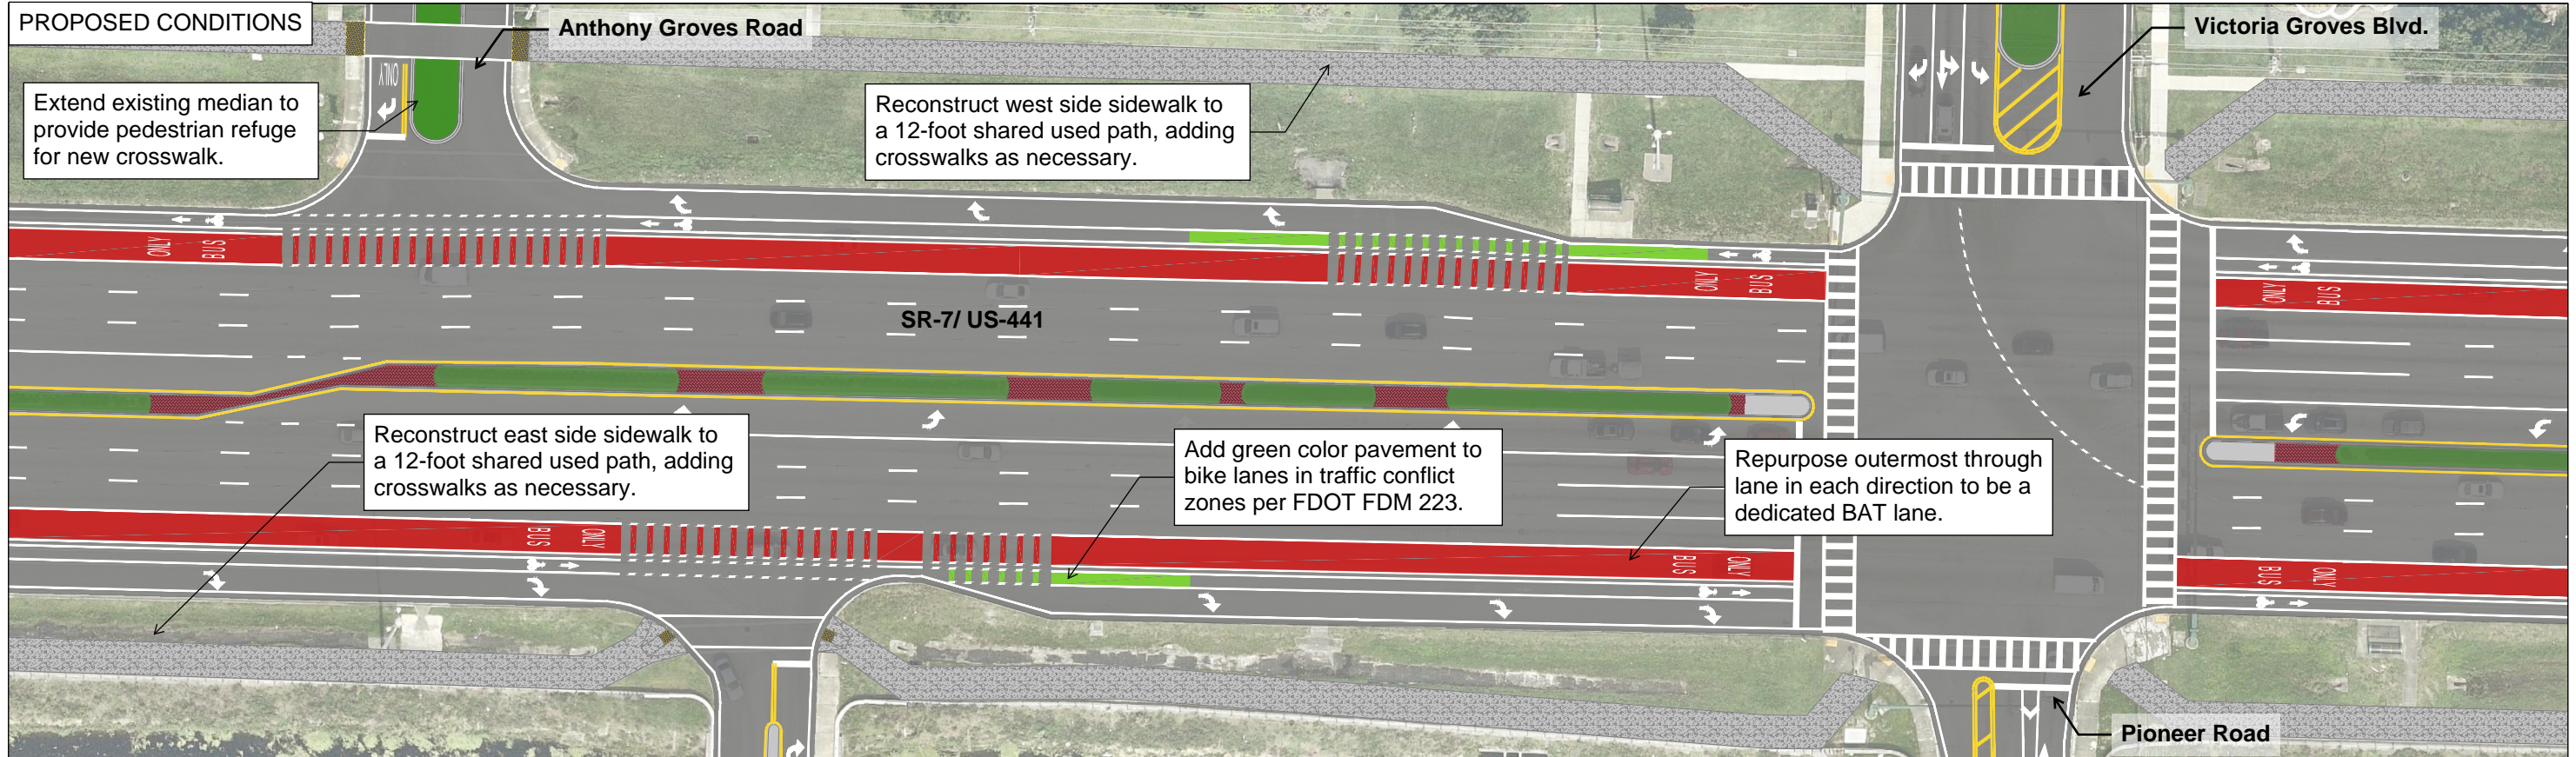 PROPOSED CONDITIONS
Anthony Groves Road
Victoria Groves Blvd.
ONLY
Extend existing median to
provide pedestrian refuge
for new crosswalk.
Reconstruct west side sidewalk to
a 12-foot shared used path, adding
crosswalks as necessary.
ONLY
BUS
ONLY
BUS
ONLY
BUS
SR-7/ US-441
Reconstruct east side sidewalk to
a 12-foot shared used path, adding
crosswalks as necessary.
Add green color pavement to
bike lanes in traffic conflict
zones per FDOT FDM 223.
Repurpose outermost through
lane in each direction to be a
dedicated BAT lane.
BUS
ONLY
BUS
ONLY
BUS
ONLY
Pioneer Road